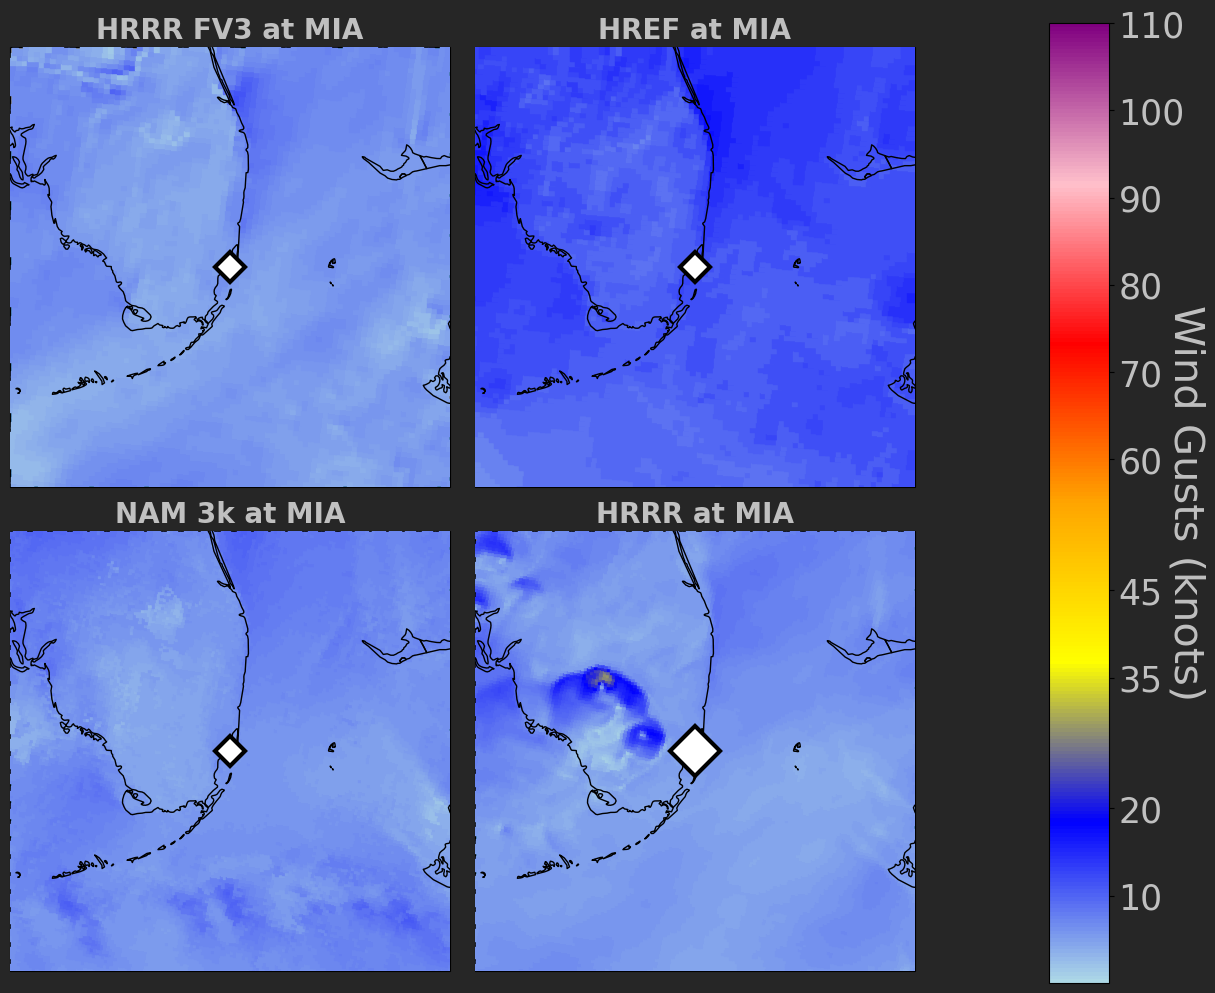 HRRR FV3 at MIA
HREF at MIA
NAM 3k at MIA
HRRR at MIA
110
100
90
80
70
60
45
35
20
10
Wind Gusts (knots)